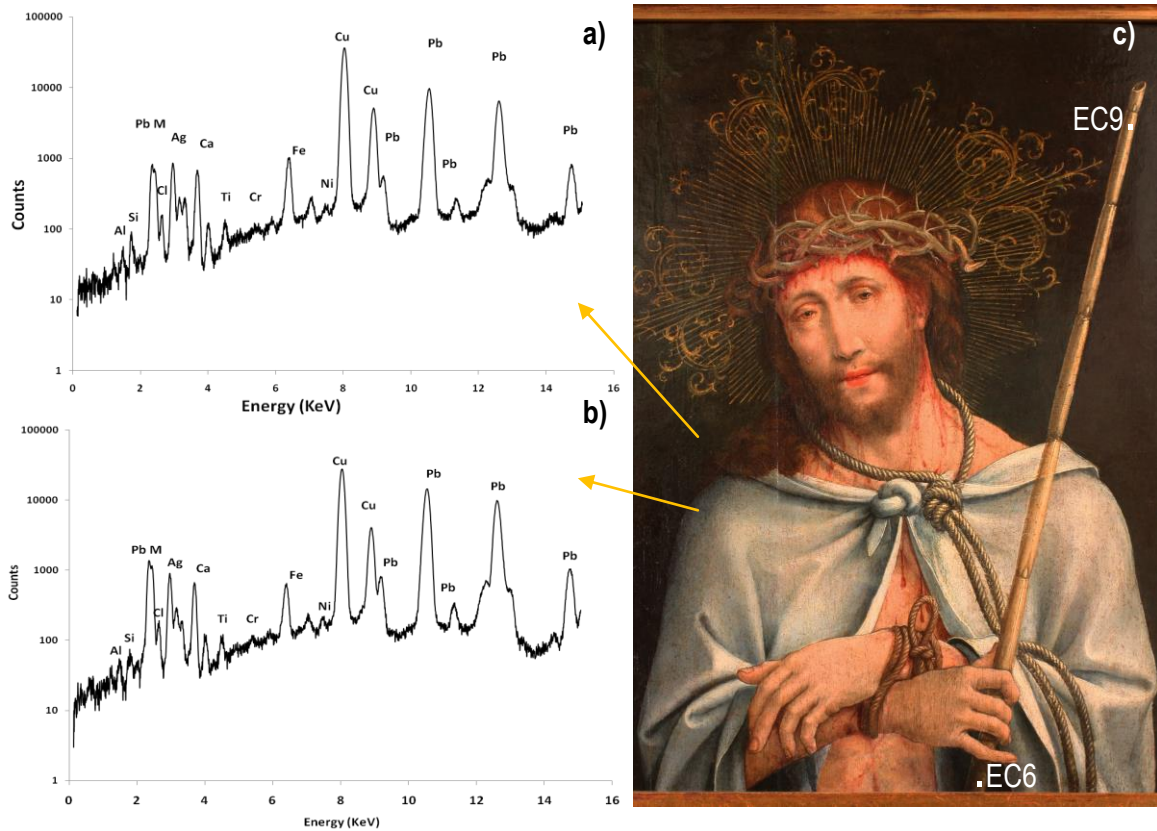 a)
100000
10000
1000
100
10
1
Counts
Cu
Pb
Pb
Cu
Pb
Pb
Pb
Pb M
Ag
Cl
Ca
Si
Al
Ti
Cr
Fe
Ni
0 2 4 6 8 10 12 14 16
Energy (KeV)
b)
100000
10000
1000
100
10
1
Counts
Cu
Pb
Pb
Cu
Pb
Pb
Pb
Pb M
Ag
Cl
Ca
Si
Al
Ti
Cr
Fe
Ni
0 2 4 6 8 10 12 14 16
Energy (KeV)
c)
EC9.
.EC6